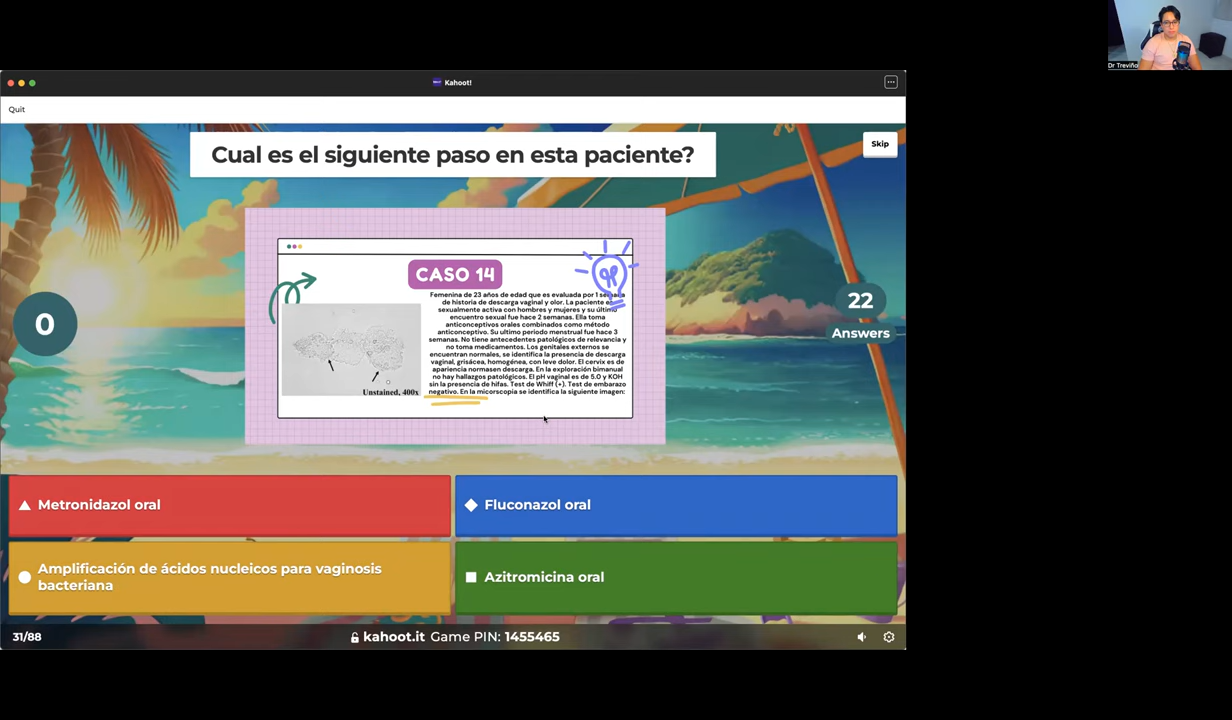 Dr Treviño
Kahoot!
Quit
Cual es el siguiente paso en esta paciente?
Skip
CASO 14
Femenina de 23 años de edad que es evaluada por 1 semana
de historia de descarga vaginal y olor. La paciente es
sexualmente activa con hombres y mujeres y su último
encuentro sexual fue hace 2 semanas. Ella toma
anticonceptivos orales combinados como método
anticonceptivo. Su ultimo periodo menstrual fue hace 3
semanas. No tiene antecedentes patológicos de relevancia y
no toma medicamentos. Los genitales externos se
encuentran normales, se identifica la presencia de descarga
vaginal, grisácea, homogénea, con leve dolor. El cervix es de
apariencia normasen descarga. En la exploración bimanual
no hay hallazgos patológicos. El pH vaginal es de 5.0 y KOH
sin la presencia de hifas. Test de Whiff (+). Test de embarazo
negativo. En la micorscopia se identifica la siguiente imagen:
Unstained, 400x
0
22
Answers
Metronidazol oral
Fluconazol oral
Amplificación de ácidos nucleicos para vaginosis
bacteriana
Azitromicina oral
31/88
kahoot.it Game PIN: 1455465